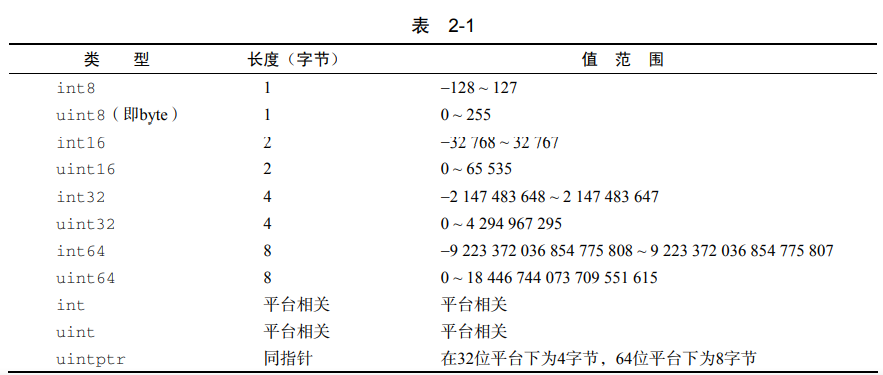 表 2-1
类 型 长度（字节） 值 范 围
int8 1 −128 ~ 127
uint8（即byte） 1 0 ~ 255
int16 2 −32 768 ~ 32 767
uint16 2 0 ~ 65 535
int32 4 −2 147 483 648 ~ 2 147 483 647
uint32 4 0 ~ 4 294 967 295
int64 8 −9 223 372 036 854 775 808 ~ 9 223 372 036 854 775 807
uint64 8 0 ~ 18 446 744 073 709 551 615
int 平台相关 平台相关
uint 平台相关 平台相关
uintptr 同指针 在32位平台下为4字节，64位平台下为8字节